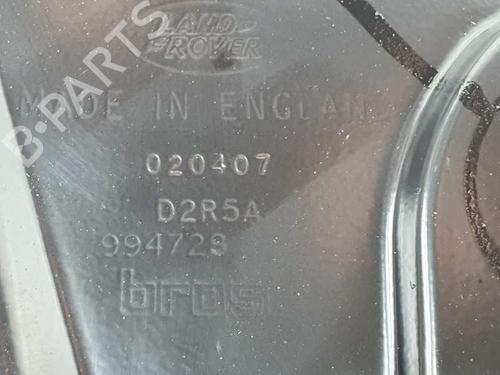 LAND
ROVER
MADE IN ENGLAN
020407
D2R5A
994728
bros
B-PARTS